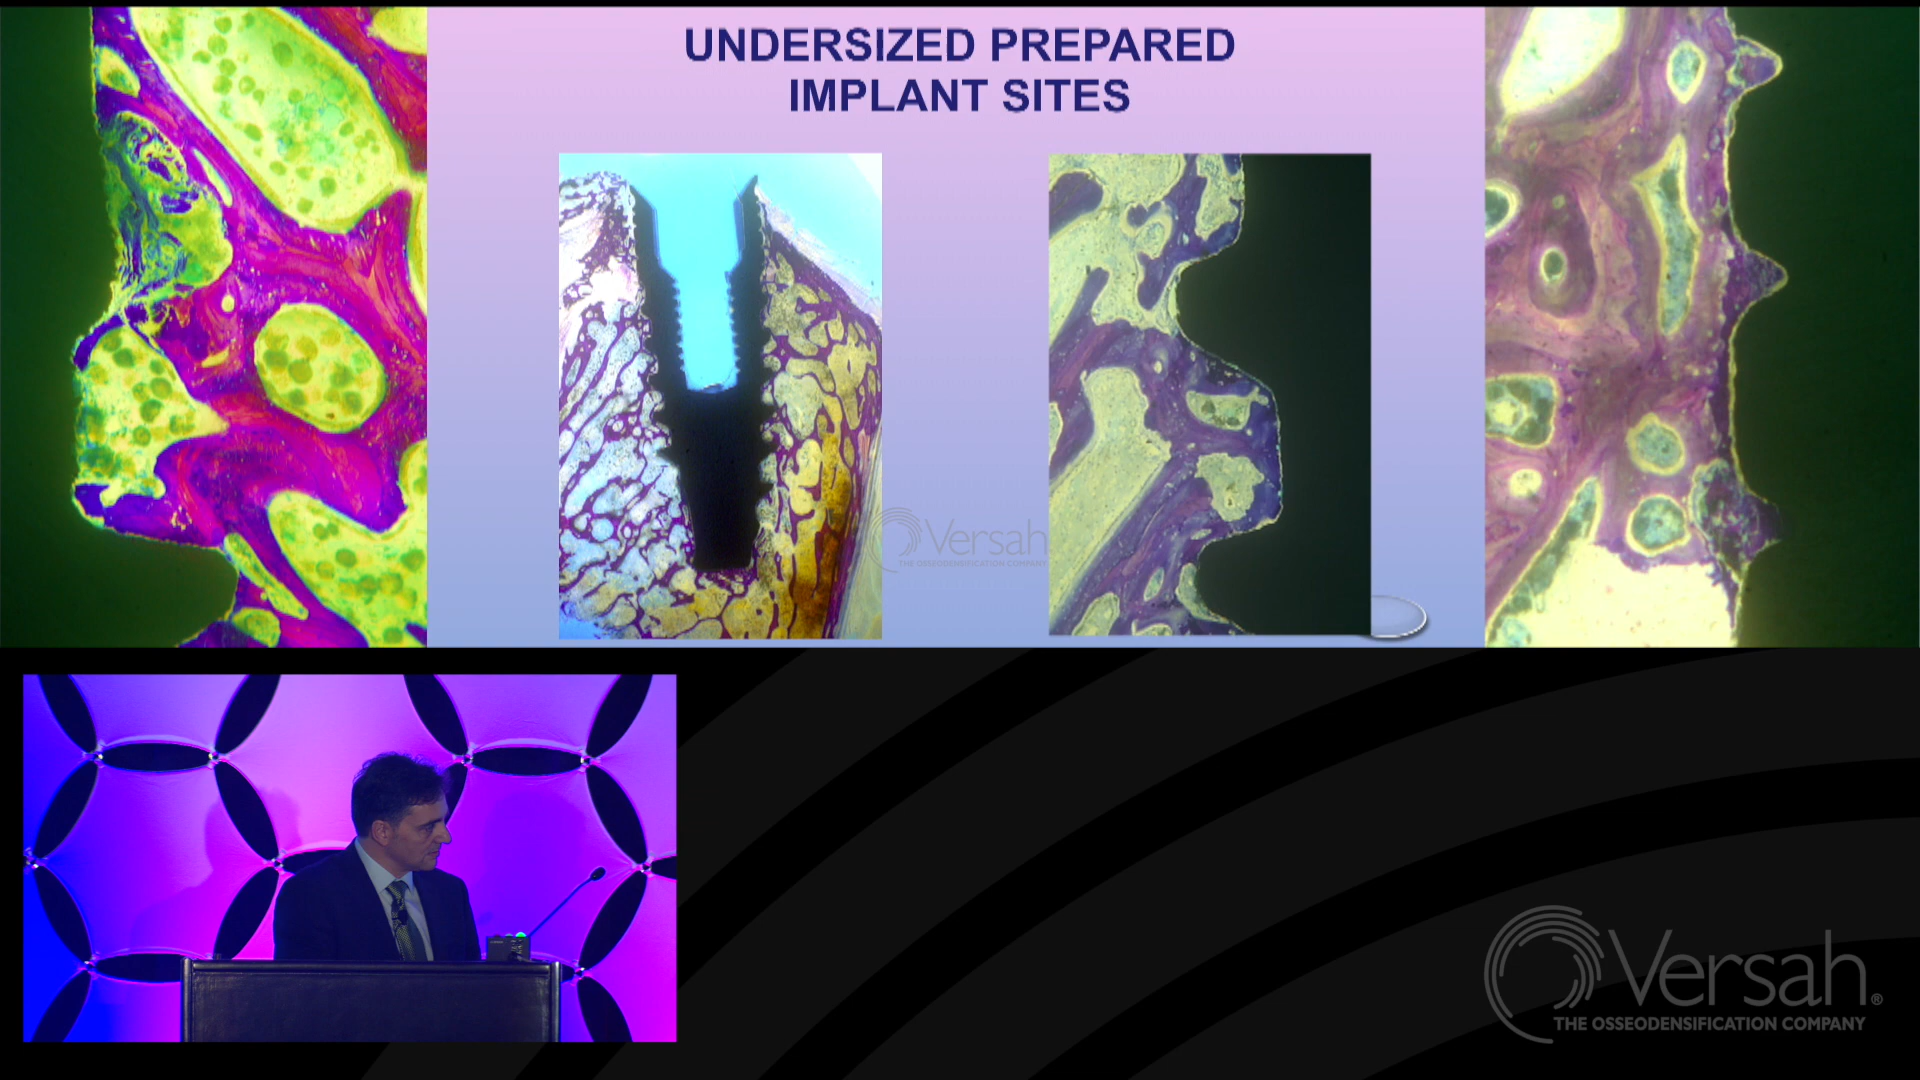 UNDERSIZED PREPARED
IMPLANT SITES
Versah
THE OSSEODENSIFICATION COMPANY
Versah®
THE OSSEODENSIFICATION COMPANY